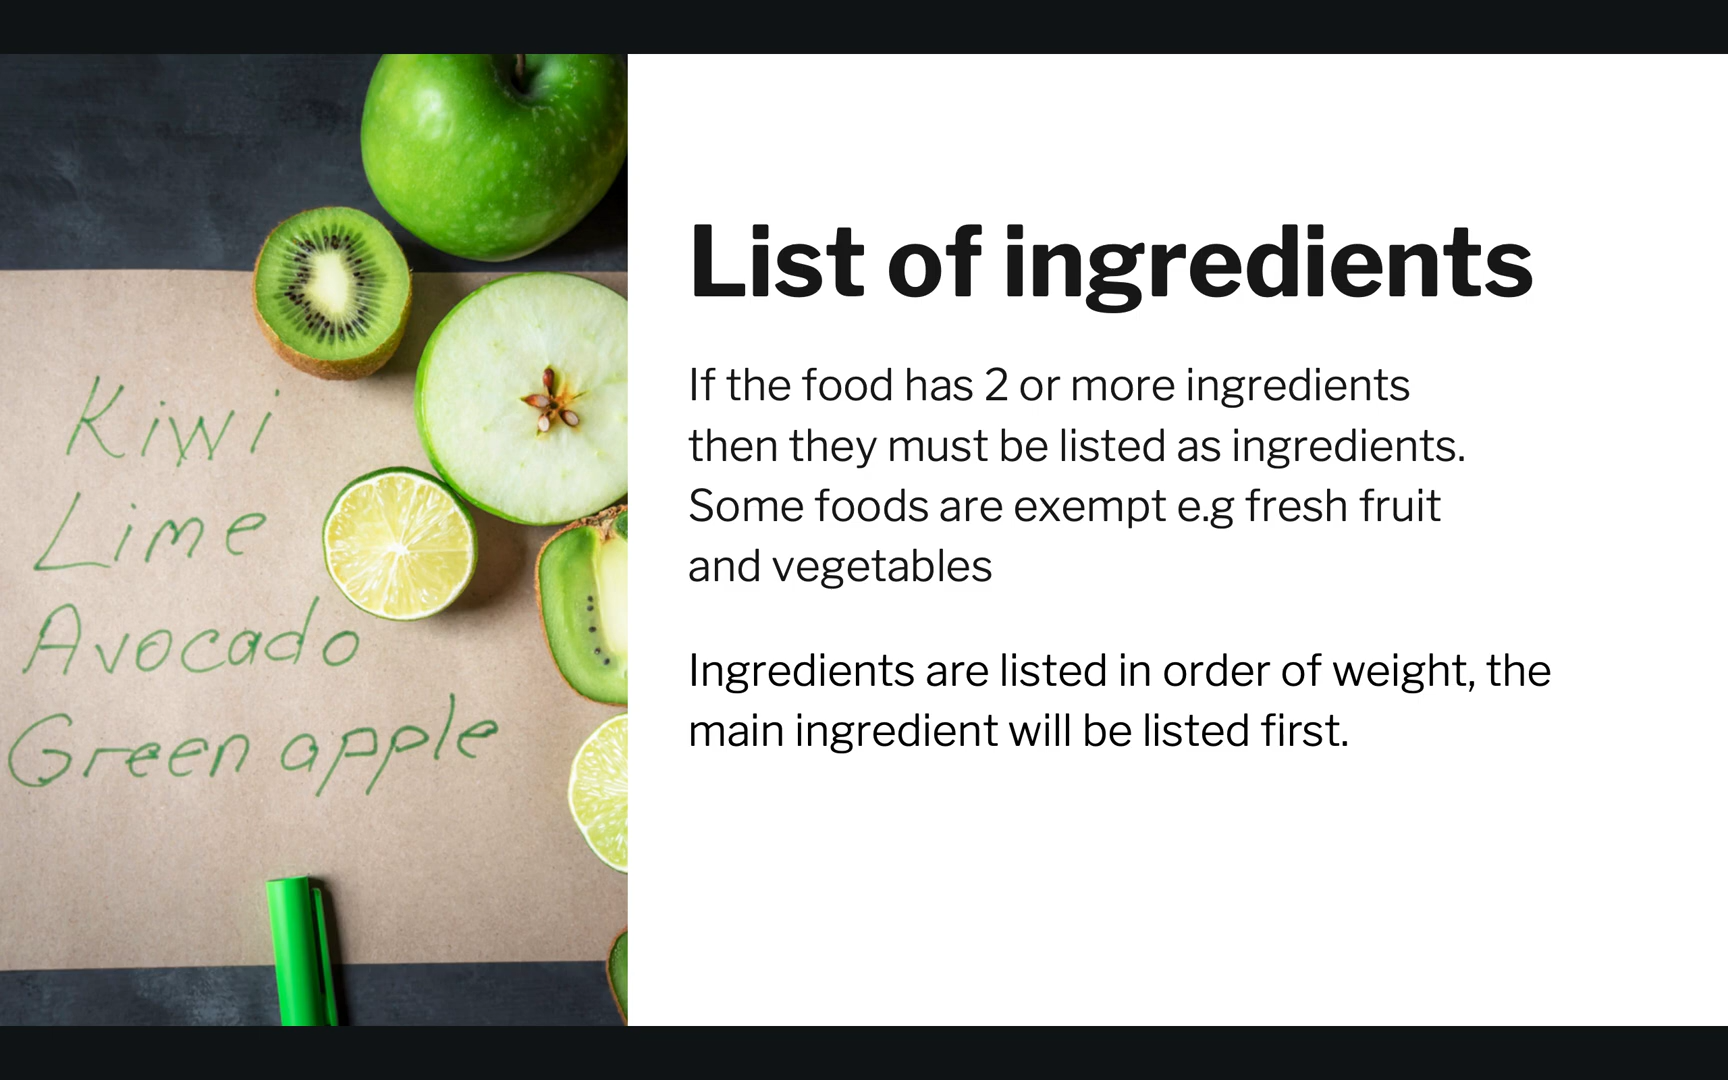 Kiwi
Lime
Avocado
Green apple
List of ingredients
If the food has 2 or more ingredients
then they must be listed as ingredients.
Some foods are exempt e.g fresh fruit
and vegetables
Ingredients are listed in order of weight, the
main ingredient will be listed first.